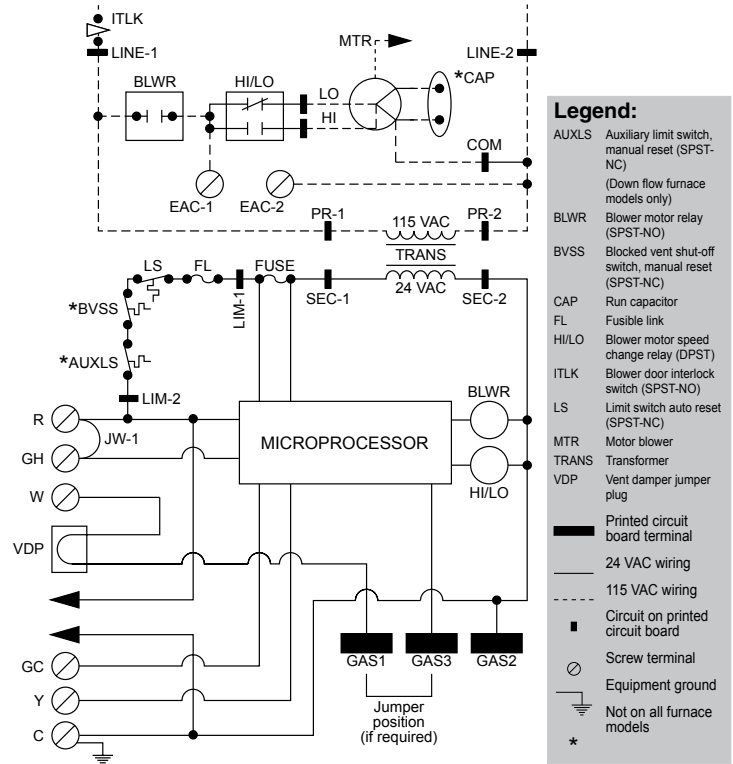 ITLK
LINE-1
MTR
LINE-2
BLWR
HI/LO
LO
HI
*CAP
COM
EAC-1
EAC-2
PR-1
115 VAC
PR-2
TRANS
24 VAC
LS
FL
LIM-1
FUSE
SEC-1
SEC-2
*BVSS
*AUXLS
LIM-2
R
JW-1
GH
MICROPROCESSOR
BLWR
HI/LO
W
VDP
GC
GAS1
GAS3
GAS2
Y
Jumper
position
(if required)
C
Legend:
AUXLS Auxiliary limit switch,
manual reset (SPST-
NC)
(Down flow furnace
models only)
BLWR Blower motor relay
(SPST-NO)
BVSS Blocked vent shut-off
switch, manual reset
(SPST-NC)
CAP Run capacitor
FL Fusible link
HI/LO Blower motor speed
change relay (DPST)
ITLK Blower door interlock
switch (SPST-NO)
LS Limit switch auto reset
(SPST-NC)
MTR Motor blower
TRANS Transformer
VDP Vent damper jumper
plug
Printed circuit
board terminal
24 VAC wiring
115 VAC wiring
Circuit on printed
circuit board
Screw terminal
Equipment ground
Not on all furnace
models
*